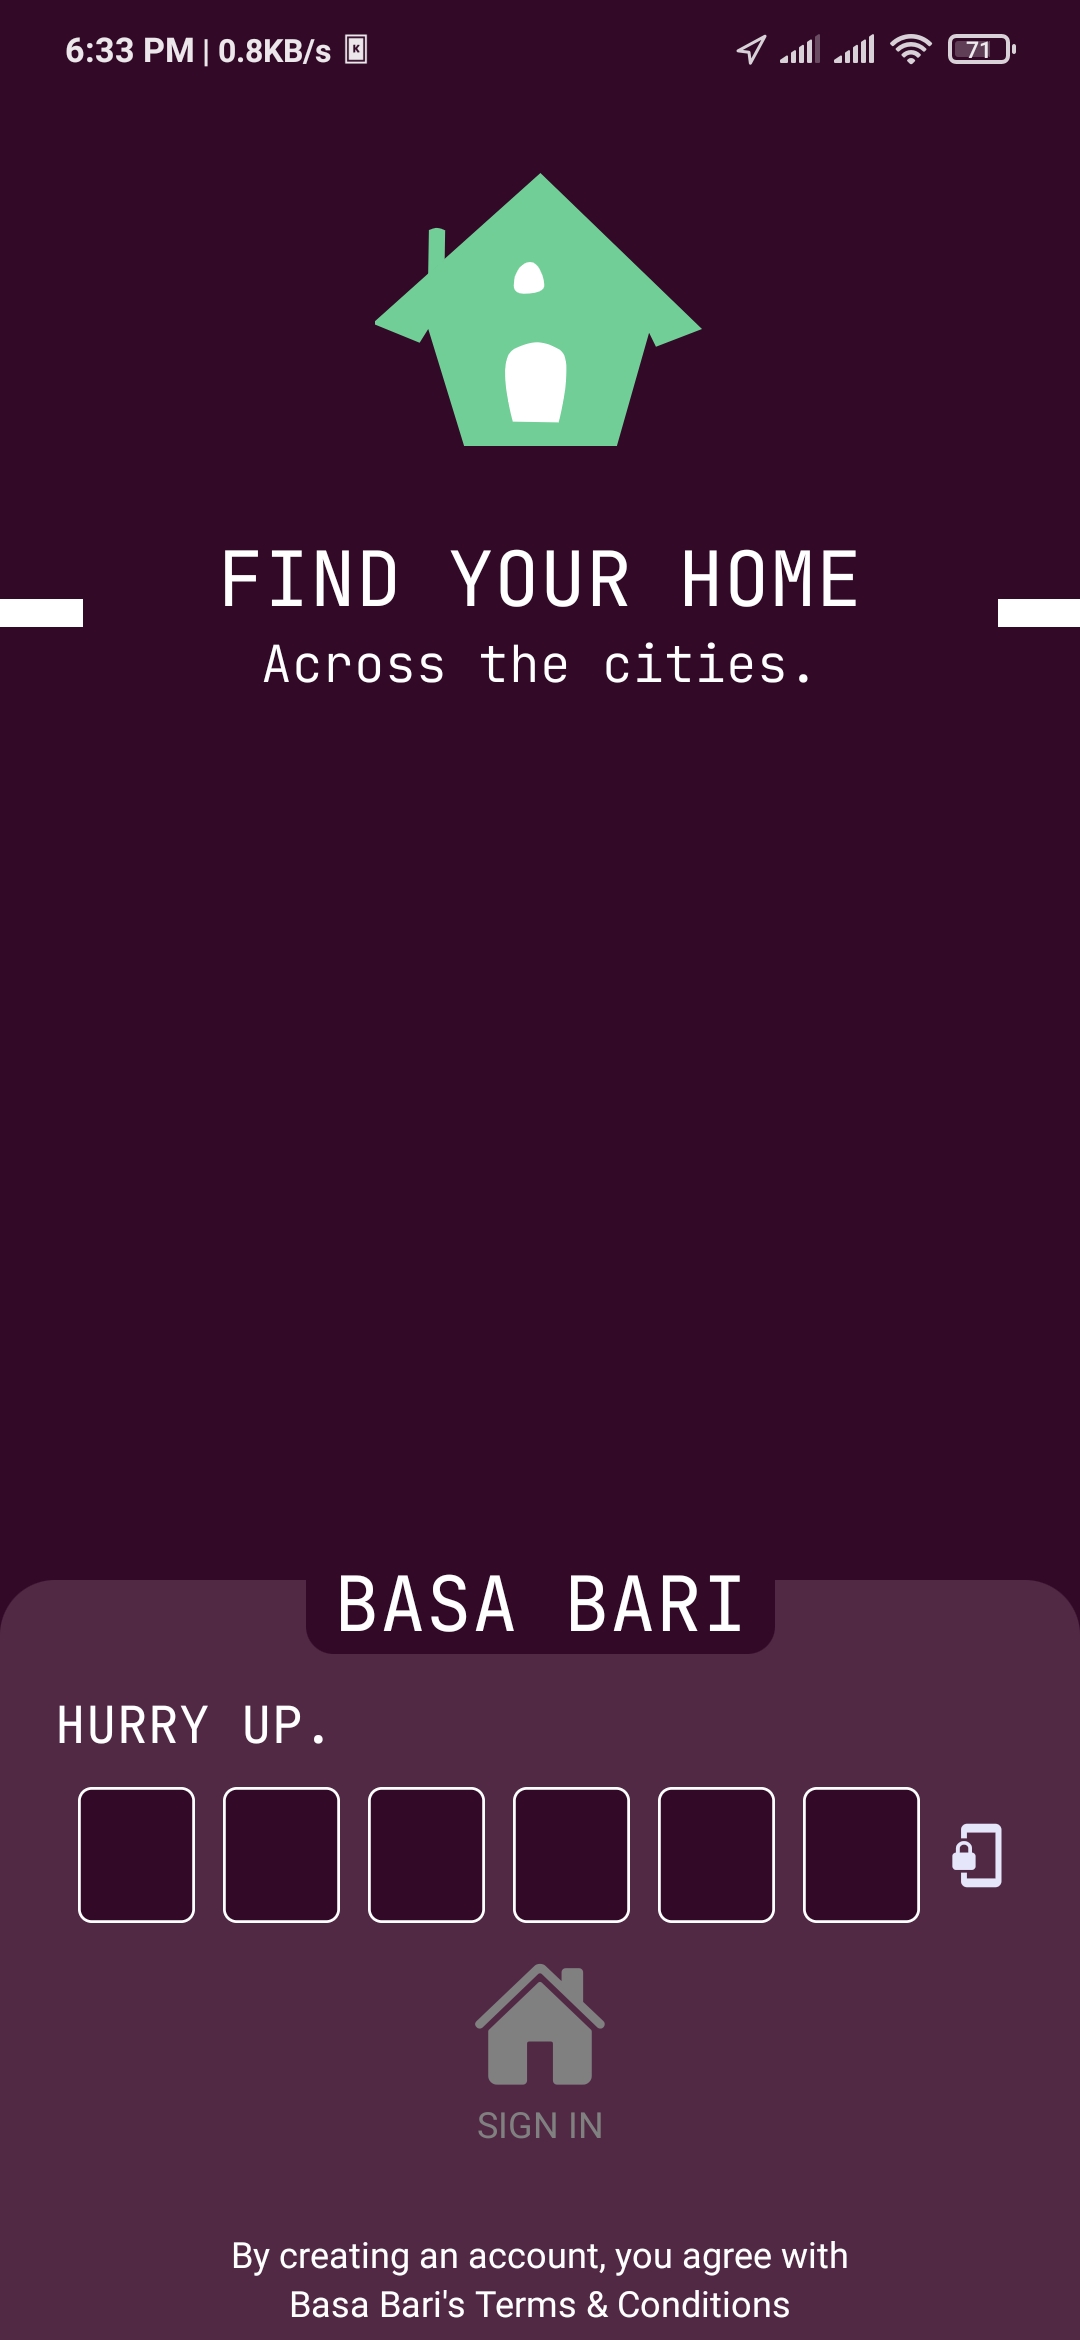 6:33 PM | 0.8KB/s K
71
FIND YOUR HOME
Across the cities.
BASA BARI
HURRY UP.
SIGN IN
By creating an account, you agree with
Basa Bari's Terms & Conditions